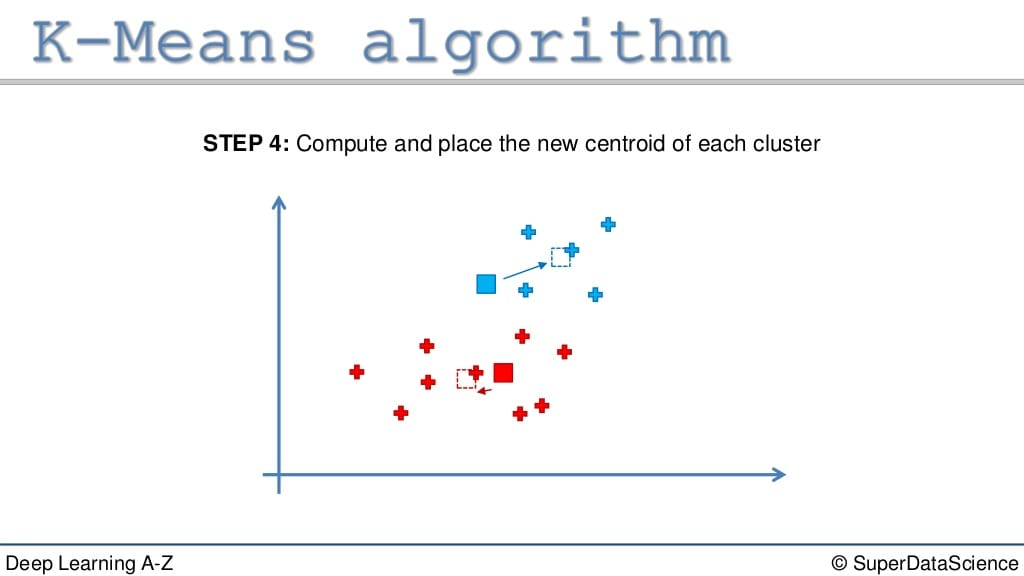 K-Means algorithm
STEP 4: Compute and place the new centroid of each cluster
Deep Learning A-Z
© SuperDataScience